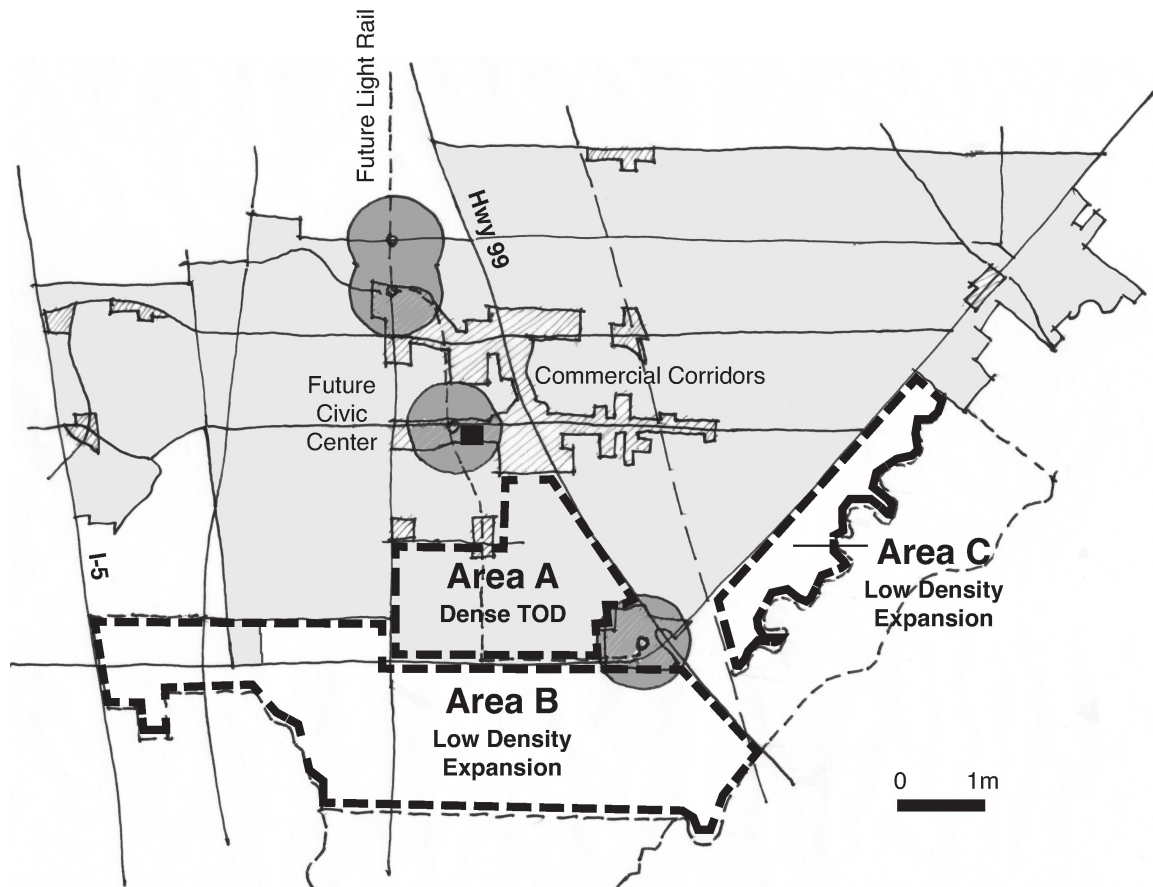 Future Light Rail
Hwy 99
Commercial Corridors
Future
Civic
Center
I-5
Area A
Dense TOD
Area C
Low Density
Expansion
Area B
Low Density
Expansion
0 1m